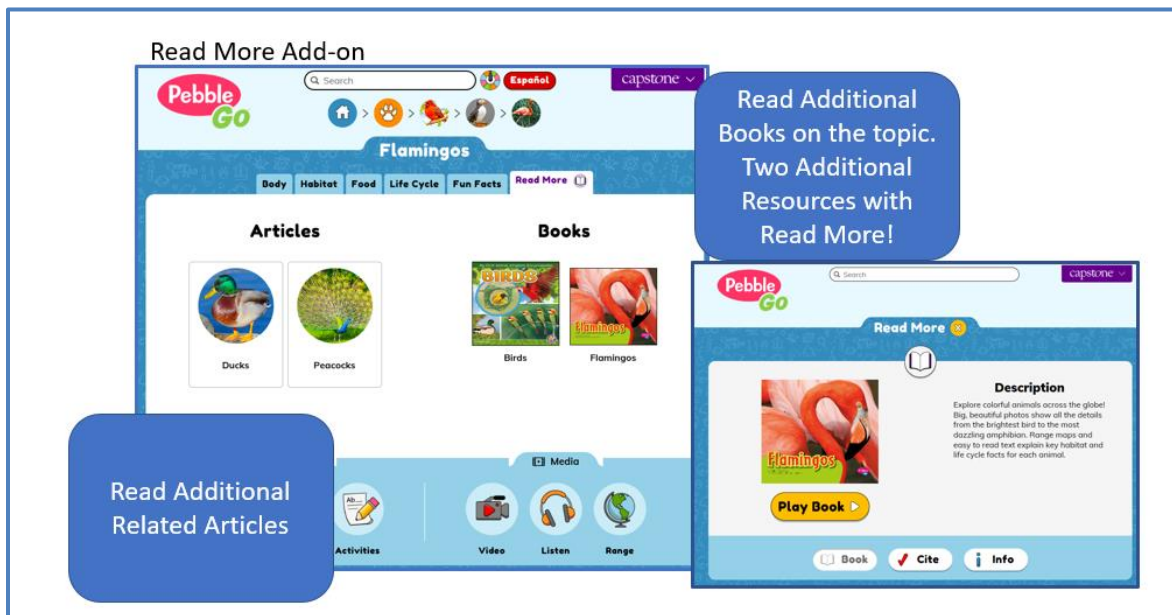 Read More Add-on
Pebble
Go
Search
Español
capstone
Flamingos
Body
Habitat
Food
Life Cycle
Fun Facts
Read More
Articles
Books
BIRDS
Flamingos
Ducks
Peacocks
Birds
Flamingos
Ab
Activities
Media
Video
Listen
Range
Read Additional
Related Articles
Read Additional
Books on the topic.
Two Additional
Resources with
Read More!
Pebble
Go
Search
capstone
Read More
Flamingos
Description
Explore colorful animals across the globe!
Big, beautiful photos show all the details
from the brightest bird to the most
dazzling amphibian. Range maps and
easy to read text explain key habitat and
life cycle facts for each animal.
Play Book
Book
Cite
Info